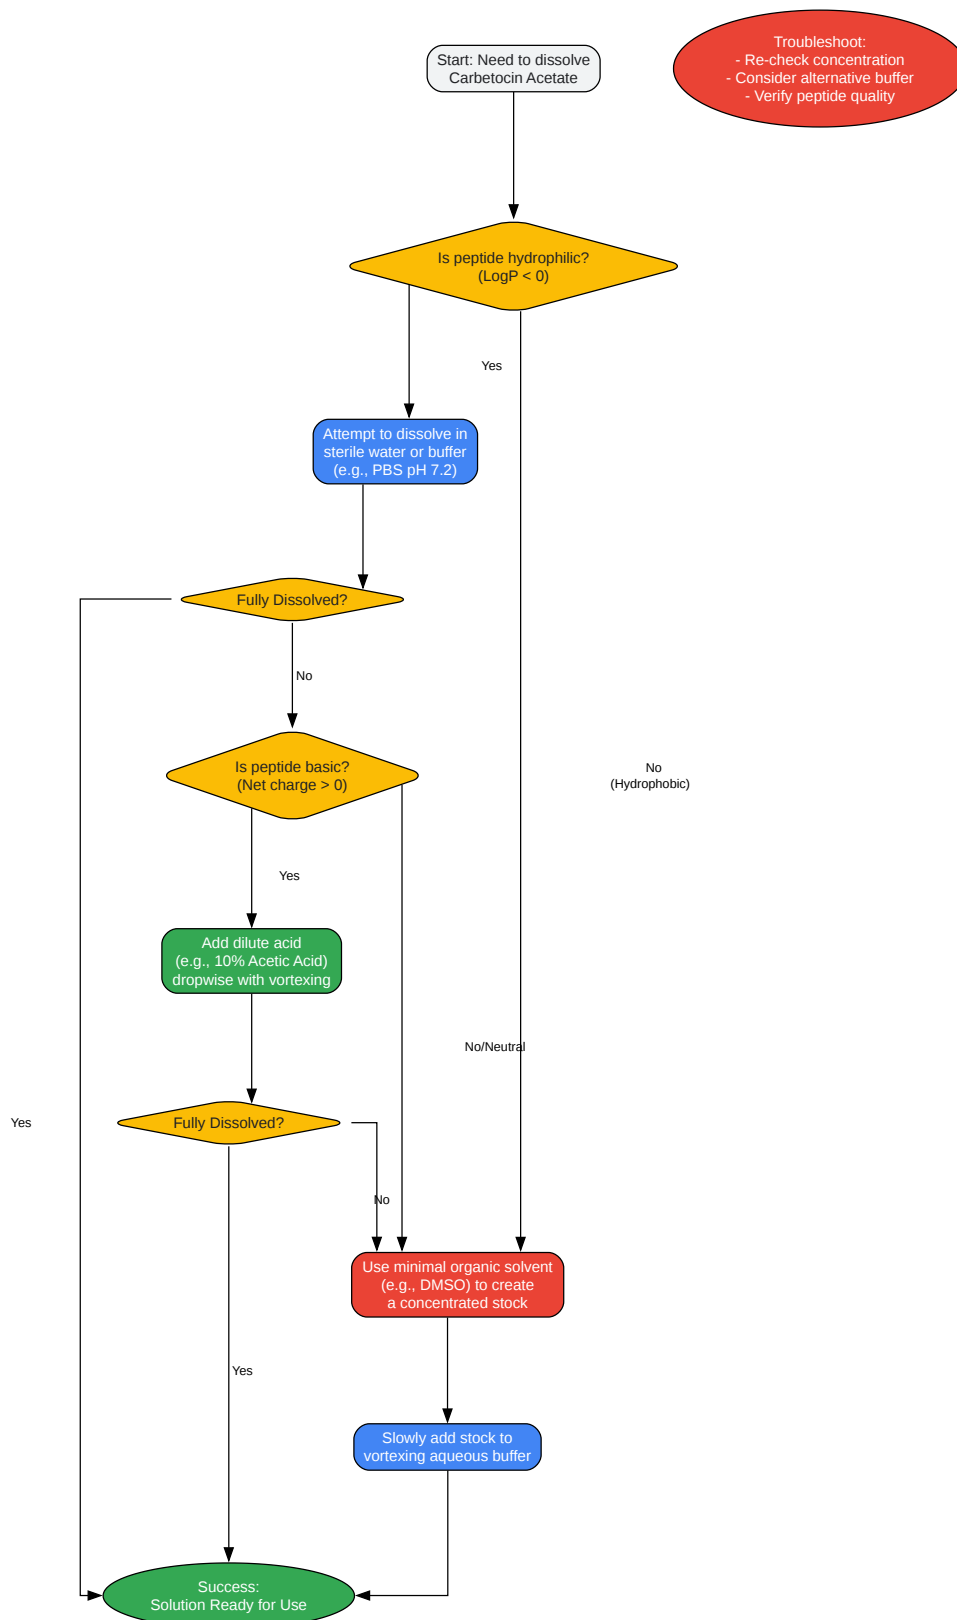 Start: Need to dissolve
Carbetocin Acetate
Troubleshoot:
- Re-check concentration
- Consider alternative buffer
- Verify peptide quality
Is peptide hydrophilic?
(LogP < 0)
Yes
Attempt to dissolve in
sterile water or buffer
(e.g., PBS pH 7.2)
Fully Dissolved?
No
Is peptide basic?
(Net charge > 0)
No
(Hydrophobic)
Yes
Add dilute acid
(e.g., 10% Acetic Acid)
dropwise with vortexing
No/Neutral
Yes
Fully Dissolved?
No
Use minimal organic solvent
(e.g., DMSO) to create
a concentrated stock
Yes
Slowly add stock to
vortexing aqueous buffer
Success:
Solution Ready for Use